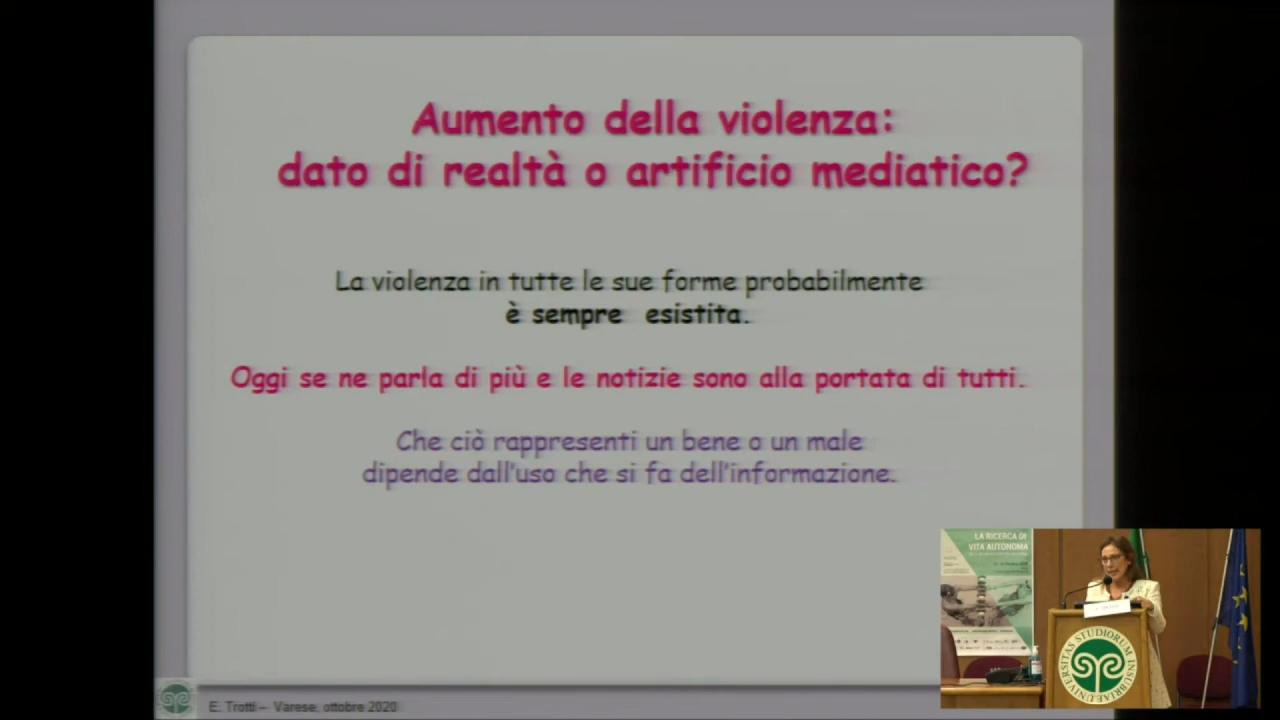 Aumento della violenza:
dato di realtà o artificio mediatico?
La violenza in tutte le sue forme probabilmente
è sempre esistita.
Oggi se ne parla di più e le notizie sono alla portata di tutti.
Che ciò rappresenti un bene o un male
dipende dall'uso che si fa dell'informazione.
E. Trotti – Varese, ottobre 2020
LA RICERCA DI
VITA AUTONOMA
UNIVERSITAS STUDIORUM INSUBRIAE